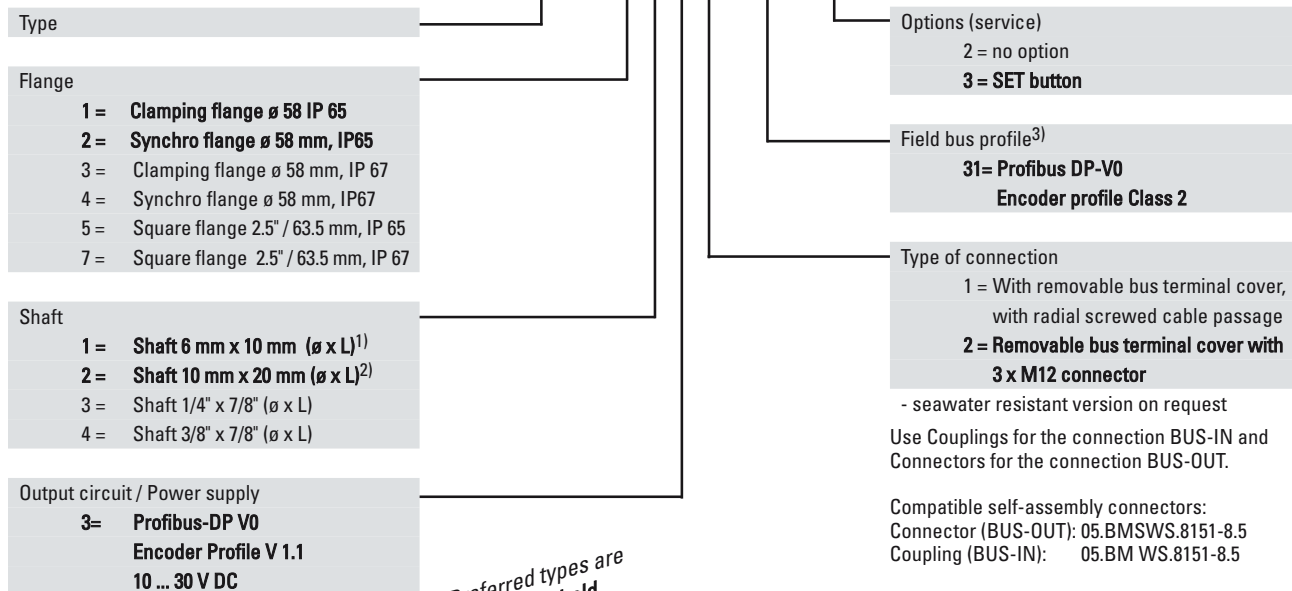 Type
Flange
1 = Clamping flange ø 58 IP 65
2 = Synchro flange ø 58 mm, IP65
3 = Clamping flange ø 58 mm, IP 67
4 = Synchro flange ø 58 mm, IP67
5 = Square flange 2.5" / 63.5 mm, IP 65
7 = Square flange 2.5" / 63.5 mm, IP 67
Shaft
1 = Shaft 6 mm x 10 mm (ø x L)1)
2 = Shaft 10 mm x 20 mm (ø x L)2)
3 = Shaft 1/4" x 7/8" (ø x L)
4 = Shaft 3/8" x 7/8" (ø x L)
Output circuit / Power supply
3= Profibus-DP V0
Encoder Profile V 1.1
10 ... 30 V DC
types are
Options (service)
2 = no option
3 = SET button
Field bus profile3)
31= Profibus DP-V0
Encoder profile Class 2
Type of connection
1 = With removable bus terminal cover,
with radial screwed cable passage
2 = Removable bus terminal cover with
3 x M12 connector
- seawater resistant version on request
Use Couplings for the connection BUS-IN and
Connectors for the connection BUS-OUT.
Compatible self-assembly connectors:
Connector (BUS-OUT): 05.BMSWS.8151-8.5
Coupling (BUS-IN): 05.BM WS.8151-8.5